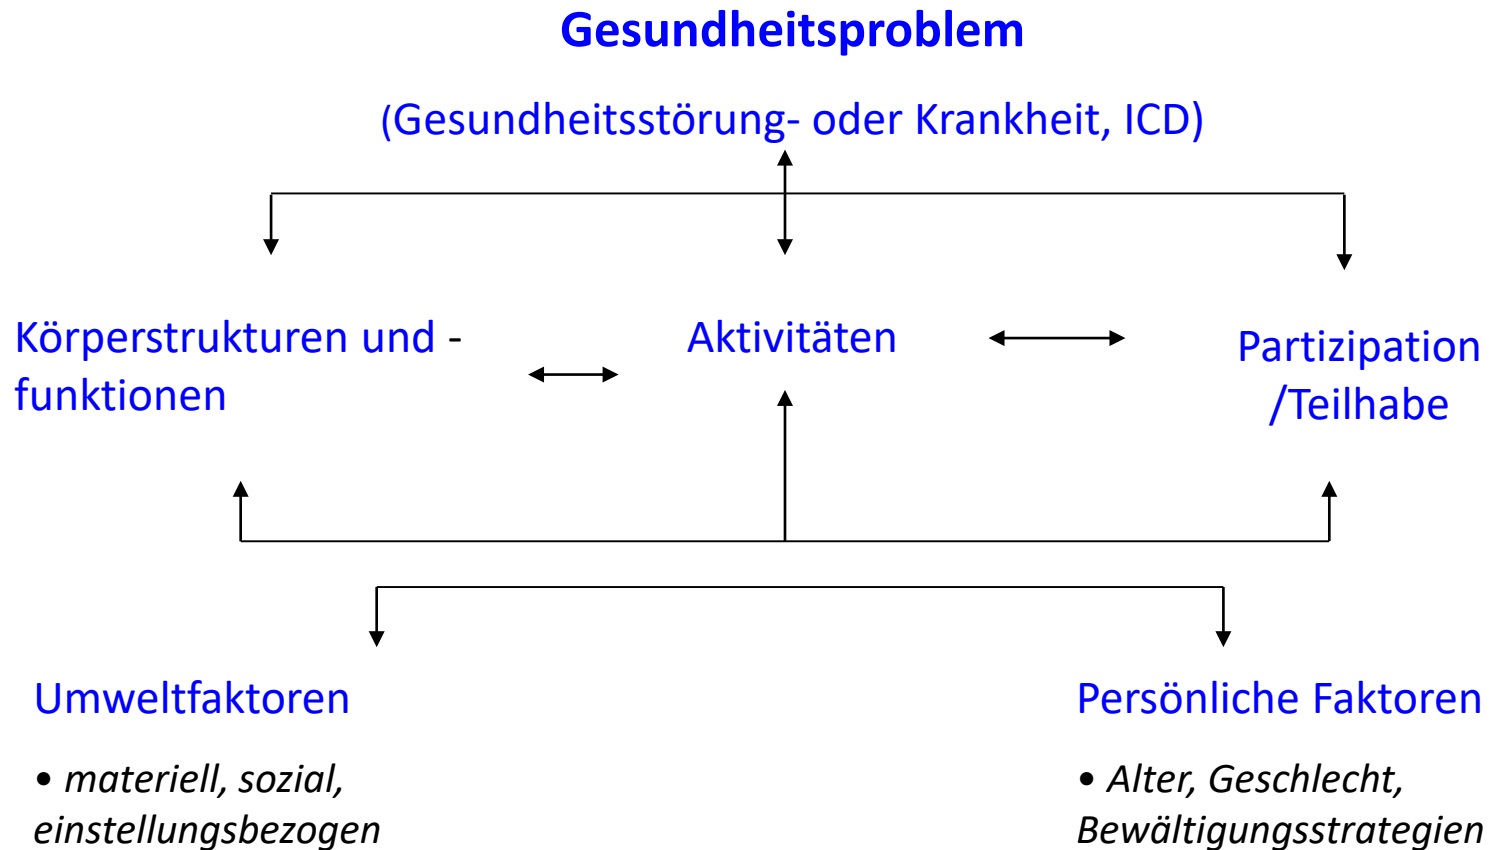 Gesundheitsproblem
(Gesundheitsstörung- oder Krankheit, ICD)
Körperstrukturen und -
funktionen
Aktivitäten
Partizipation
/Teilhabe
Umweltfaktoren
• materiell, sozial,
einstellungsbezogen
Persönliche Faktoren
• Alter, Geschlecht,
Bewältigungsstrategien